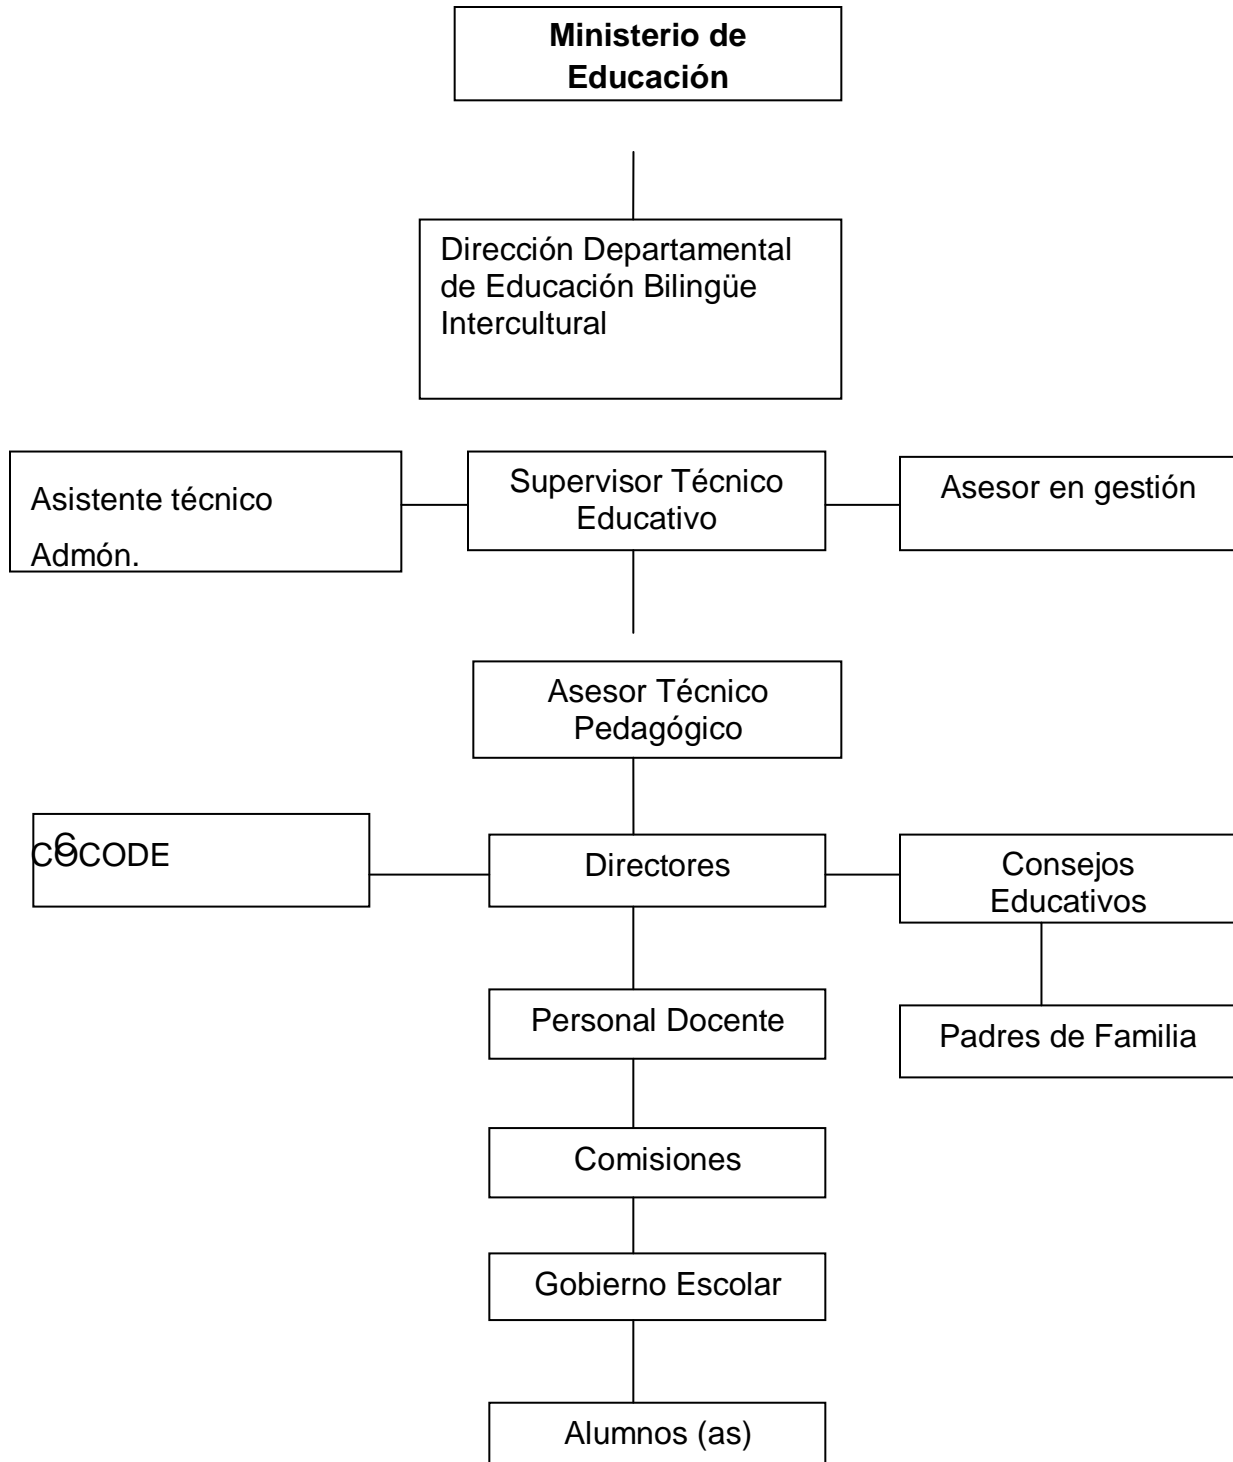 Ministerio de
Educación
Dirección Departamental
de Educación Bilingüe
Intercultural
Asistente técnico
Admón.
Supervisor Técnico
Educativo
Asesor en gestión
Asesor Técnico
Pedagógico
C
COCODE
Directores
Consejos
Educativos
Personal Docente
Padres de Familia
Comisiones
Gobierno Escolar
Alumnos (as)